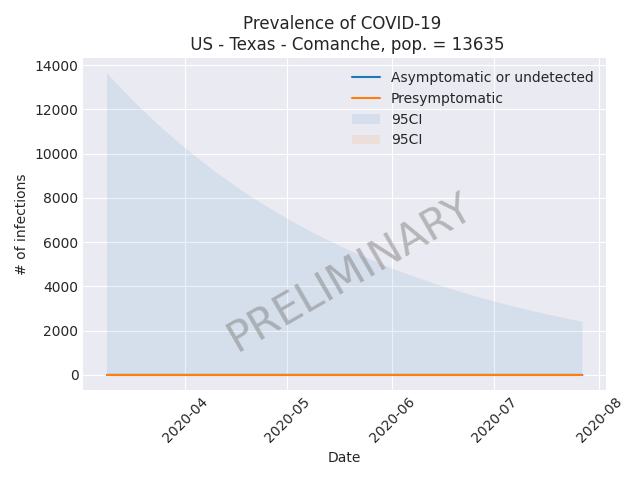 Prevalence of COVID-19
US - Texas - Comanche, pop. = 13635
14000
12000
10000
8000
6000
4000
2000
0
# of infections
Asymptomatic or undetected
Presymptomatic
95CI
95CI
PRELIMINARY
2020-04
2020-05
2020-06
2020-07
2020-08
Date